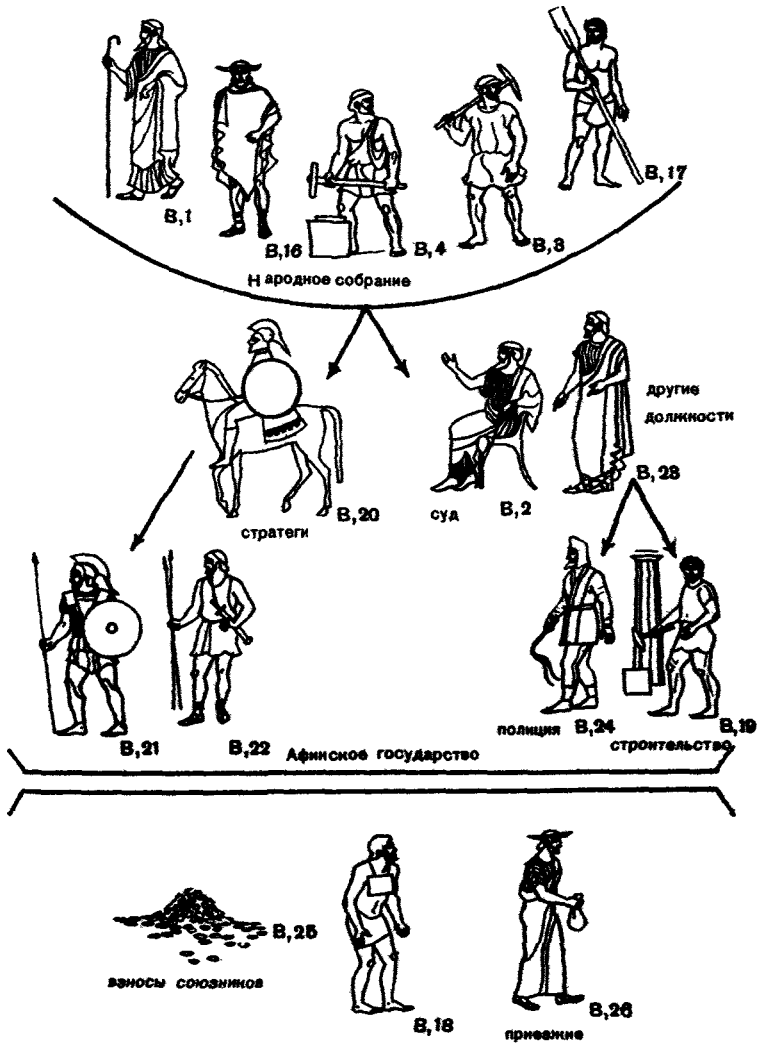 В,1
В,16
В,4
В,3
В,17
Народное собрание
другие
должности
В,20
стратеги
суд
В,2
В,23
В,21
В,22
Афинское государство
полиция
В,24
В,19
строительство
В,25
взносы союзников
В,18
В,26
приезжие